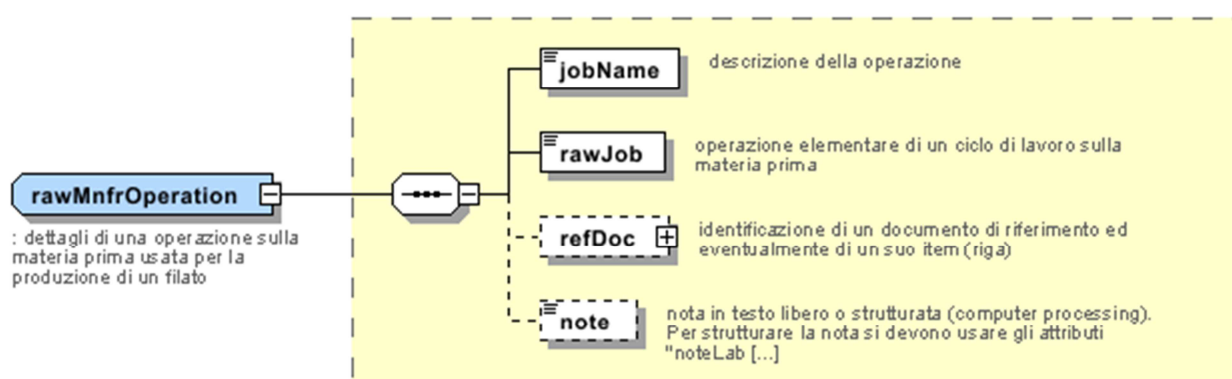 jobName
descrizione della operazione
rawJob
operazione elementare di un ciclo di lavoro sulla
materia prima
rawMnfrOperation
: dettagli di una operazione sulla
materia prima usata per la
produzione di un filato
refDoc
identificazione di un documento di riferimento ed
eventualmente di un suo item (riga)
note
nota in testo libero o strutturata (computer processing).
Per strutturare la nota si devono usare gli attributi
"noteLab [...]